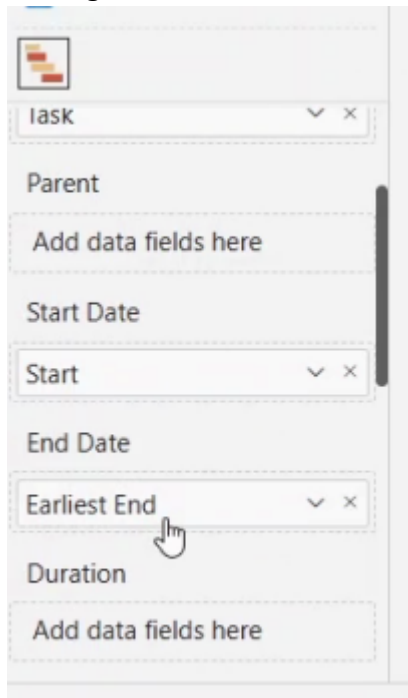 Task
Parent
Add data fields here
Start Date
Start
End Date
Earliest End
Duration
Add data fields here